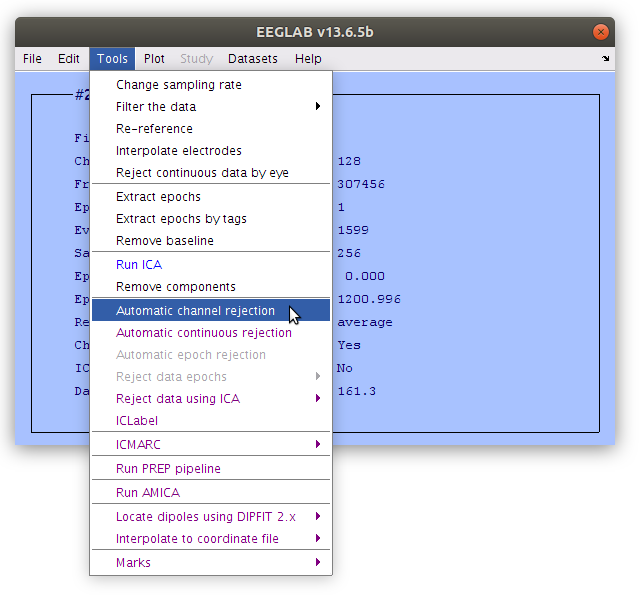 EEGLAB v13.6.5b
File Edit Tools Plot Study Datasets Help
#2
Fi
Ch 128
Fr 307456
Ep 1
Ev 1599
Sa 256
Ep 0.000
Ep 1200.996
Re average
Ch Yes
IC No
Da 161.3
Change sampling rate
Filter the data
Re-reference
Interpolate electrodes
Reject continuous data by eye
Extract epochs
Extract epochs by tags
Remove baseline
Run ICA
Remove components
Automatic channel rejection
Automatic continuous rejection
Automatic epoch rejection
Reject data epochs
Reject data using ICA
ICLabel
ICMARC
Run PREP pipeline
Run AMICA
Locate dipoles using DIPFIT 2.x
Interpolate to coordinate file
Marks